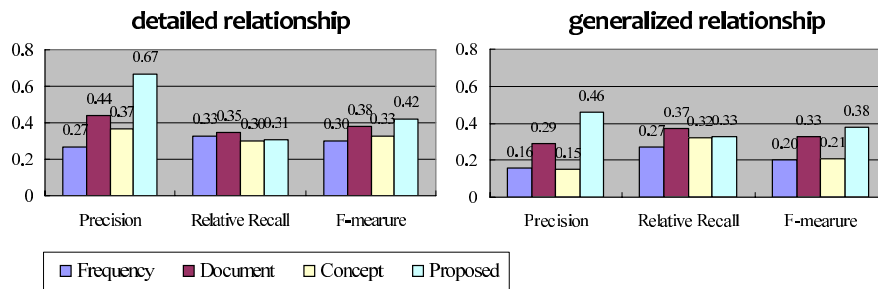 detailed relationship
0.8
0.6
0.4
0.2
0
0.27
0.44
0.37
0.67
0.33
0.35
0.30
0.31
0.30
0.38
0.33
0.42
Precision
Relative Recall
F-mearure
generalized relationship
0.8
0.6
0.4
0.2
0
0.16
0.29
0.15
0.46
0.27
0.37
0.32
0.33
0.20
0.33
0.21
0.38
Precision
Relative Recall
F-mearure
Frequency
Document
Concept
Proposed